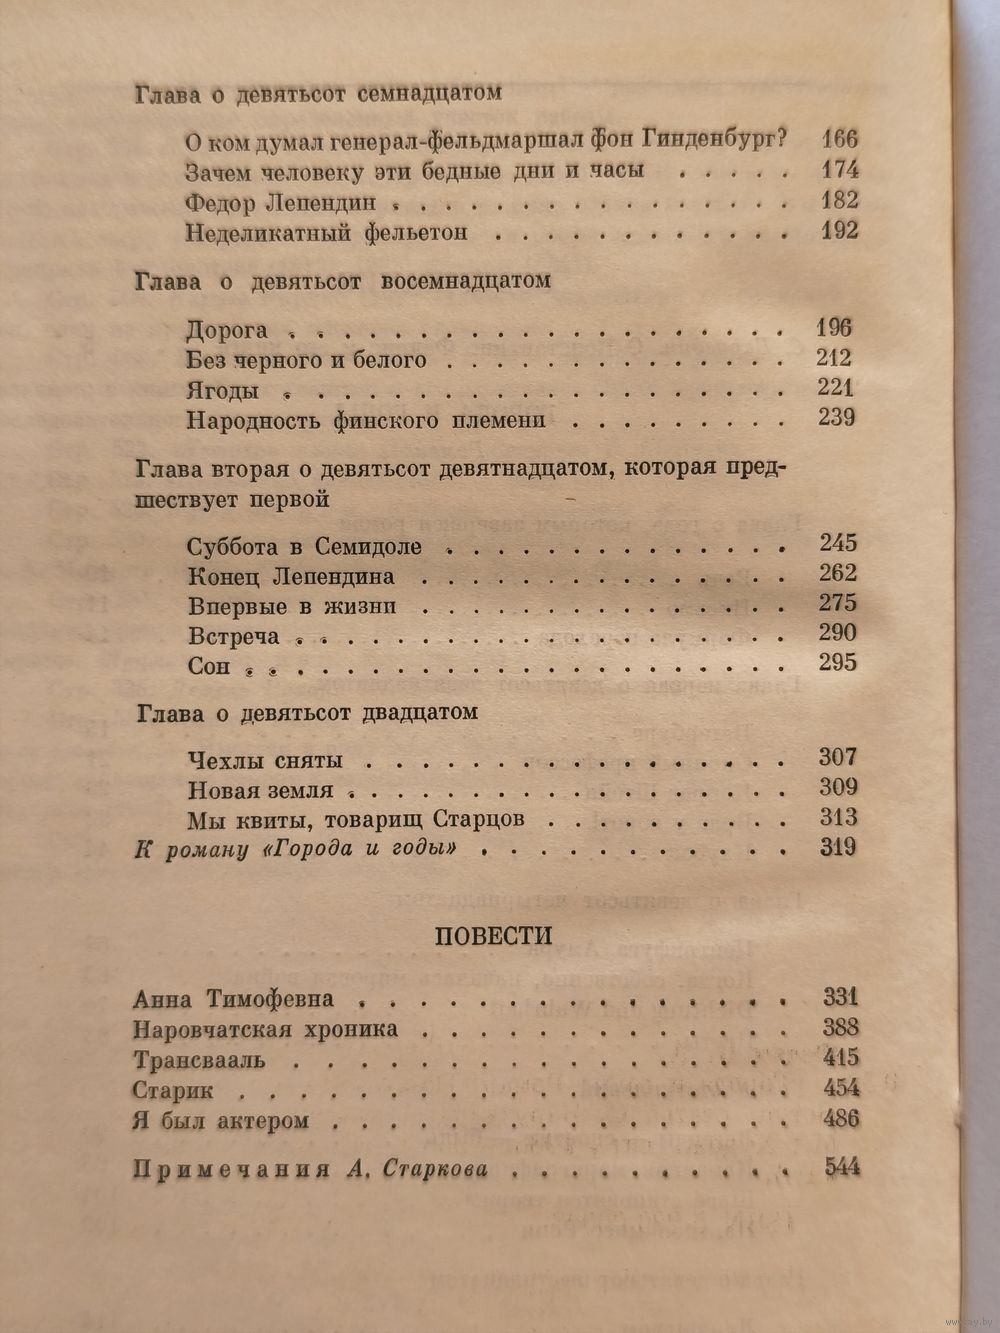 Глава о девятьсот семнадцатом
О ком думал генерал-фельдмаршал фон Гинденбург? 166
Зачем человеку эти бедные дни и часы . . . . . 174
Федор Лепендин . . . . . . . . . . . . . . . 182
Неделикатный фельетон . . . . . . . . . . . . 192
Глава о девятьсот восемнадцатом
Дорога . . . . . . . . . . . . . . . . . . 196
Без черного и белого . . . . . . . . . . . . . . 212
Ягоды . . . . . . . . . . . . . . . . . . . 221
Народность финского племени . . . . . . . . . 239
Глава вторая о девятьсот девятнадцатом, которая пред-
шествует первой
Суббота в Семидоле . . . . . . . . . . . . . . 245
Конец Лепендина . . . . . . . . . . . . . . . 262
Впервые в жизни . . . . . . . . . . . . . . . 275
Встреча . . . . . . . . . . . . . . . . . . . 290
Сон . . . . . . . . . . . . . . . . . . . . . 295
Глава о девятьсот двадцатом
Чехлы сняты . . . . . . . . . . . . . . . . . 307
Новая земля . . . . . . . . . . . . . . . . . 309
Мы квиты, товарищ Старцов . . . . . . . . . . 313
К роману «Города и годы» . . . . . . . . . . . 319
ПОВЕСТИ
Анна Тимофевна . . . . . . . . . . . . . . . 331
Наровчатская хроника . . . . . . . . . . . . . 388
Трансвааль . . . . . . . . . . . . . . . . . 415
Старик . . . . . . . . . . . . . . . . . . . 454
Я был актером . . . . . . . . . . . . . . . . 486
Примечания А. Старкова . . . . . . . . . . 544
www.ay.by